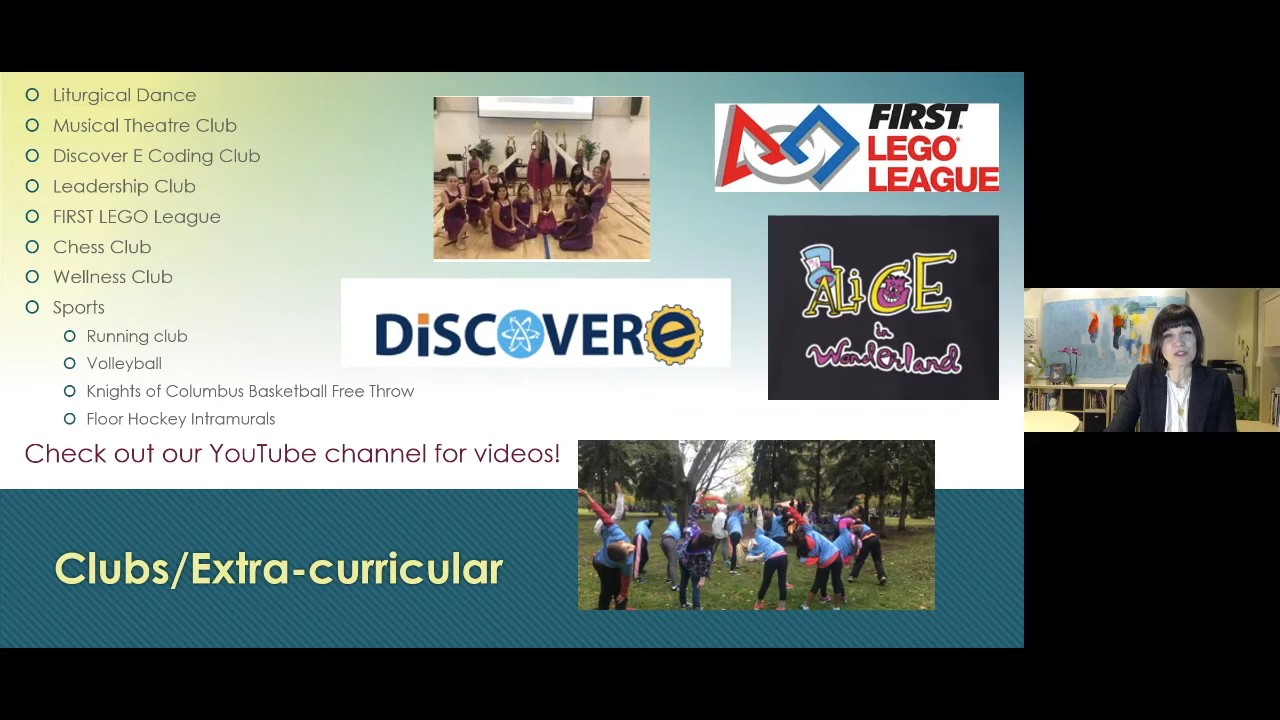 Liturgical Dance
Musical Theatre Club
Discover E Coding Club
Leadership Club
FIRST LEGO League
Chess Club
Wellness Club
Sports
Running club
Volleyball
Knights of Columbus Basketball Free Throw
Floor Hockey Intramurals
Check out our YouTube channel for videos!
Clubs/Extra-curricular
FIRST
LEGO
LEAGUE
DiSCOVERe
ALiCE
in
Wonderland